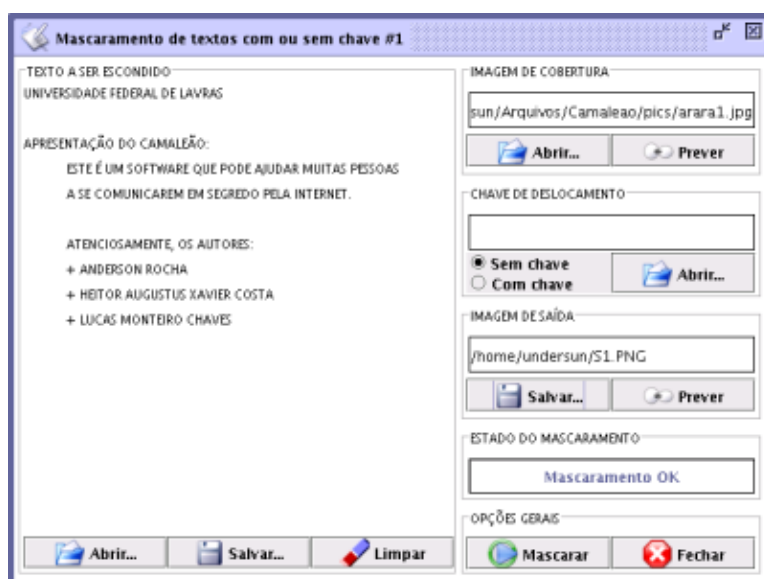 Mascaramento de textos com ou sem chave #1
TEXTO A SER ESCONDIDO
UNIVERSIDADE FEDERAL DE LAVRAS
APRESENTAÇÃO DO CAMALEÃO:
ESTE É UM SOFTWARE QUE PODE AJUDAR MUITAS PESSOAS
A SE COMUNICAREM EM SEGREDO PELA INTERNET.
ATENCIOSAMENTE, OS AUTORES:
+ ANDERSON ROCHA
+ HEITOR AUGUSTUS XAVIER COSTA
+ LUCAS MONTEIRO CHAVES
Abrir... Salvar... Limpar
IMAGEM DE COBERTURA
sun/Arquivos/Camaleao/pics/arara1.jpg
Abrir... Prever
CHAVE DE DESLOCAMENTO
Sem chave
Com chave
Abrir...
IMAGEM DE SAÍDA
/home/undersun/S1.PNG
Salvar... Prever
ESTADO DO MASCARAMENTO
Mascaramento OK
OPÇÕES GERAIS
Mascarar Fechar